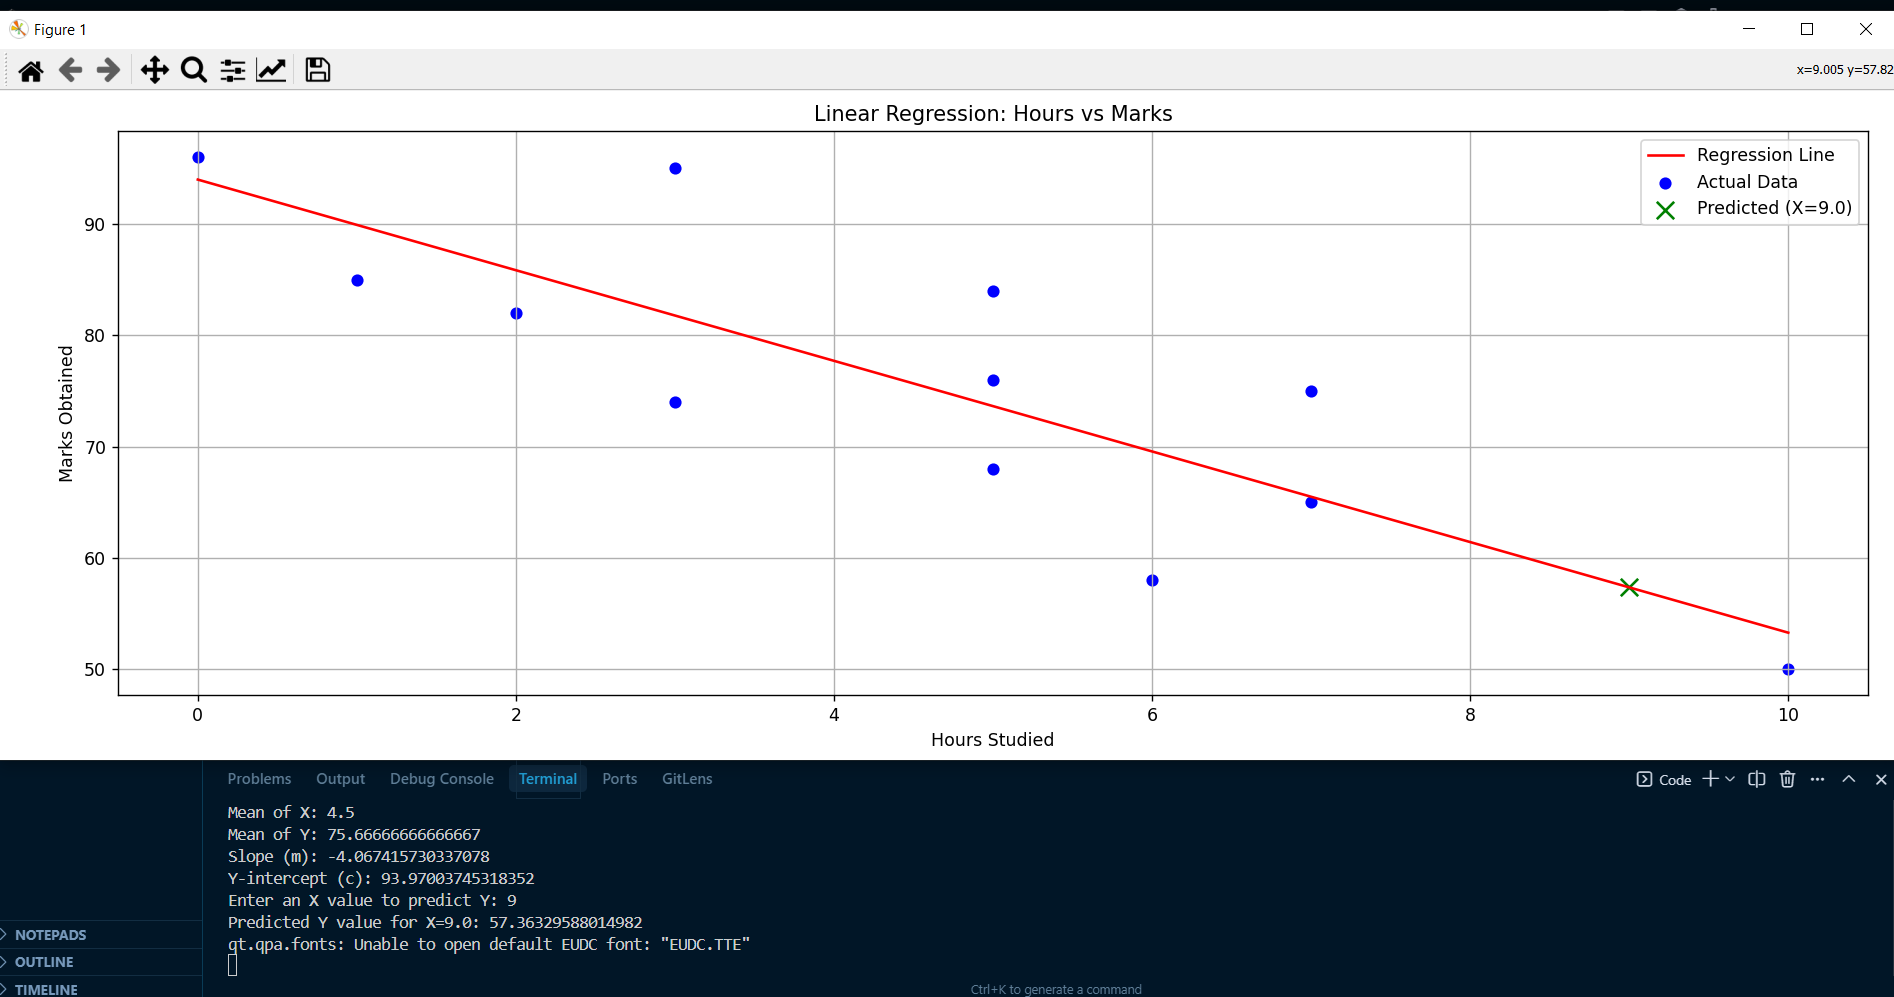 Figure 1
x=9.005 y=57.82
Linear Regression: Hours vs Marks
Regression Line
Actual Data
Predicted (X=9.0)
90
80
70
60
50
Marks Obtained
0 2 4 6 8 10
Hours Studied
Problems Output Debug Console Terminal Ports GitLens
Code
Mean of X: 4.5
Mean of Y: 75.66666666666667
Slope (m): -4.067415730337078
Y-intercept (c): 93.97003745318352
Enter an X value to predict Y: 9
Predicted Y value for X=9.0: 57.36329588014982
qt.qpa.fonts: Unable to open default EUDC font: "EUDC.TTE"
NOTEPADS
OUTLINE
TIMELINE
Ctrl+K to generate a command